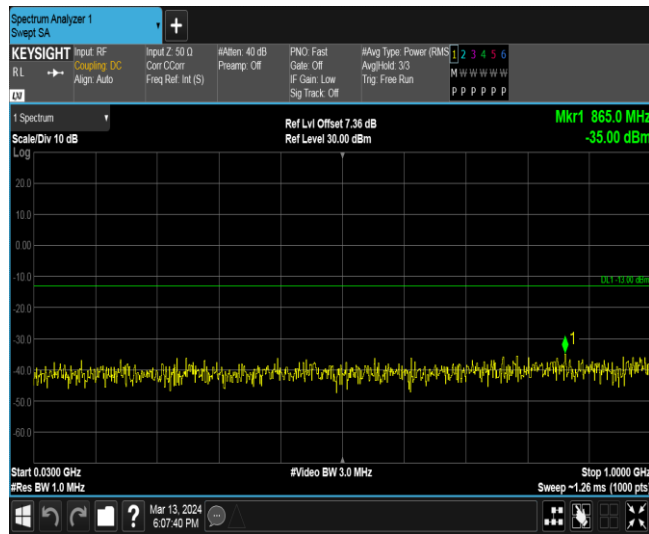 Spectrum Analyzer 1
Swept SA
+
KEYSIGHT Input: RF
RL Coupling: DC
Align: Auto
LXI
Input Z: 50 Ω
Corr CCorr
Freq Ref: Int (S)
#Atten: 40 dB
Preamp: Off
PNO: Fast
Gate: Off
IF Gain: Low
Sig Track: Off
#Avg Type: Power (RMS
Avg|Hold: 3/3
Trig: Free Run
1 2 3 4 5 6
M W W W W W
P P P P P P
1 Spectrum
Scale/Div 10 dB
Ref Lvl Offset 7.36 dB
Ref Level 30.00 dBm
Mkr1 865.0 MHz
-35.00 dBm
Log
20.0
10.0
0.00
-10.0
DL1 -13.00 dBm
-20.0
-30.0
1
-40.0
-50.0
-60.0
Start 0.0300 GHz
#Video BW 3.0 MHz
Stop 1.0000 GHz
#Res BW 1.0 MHz
Sweep ~1.26 ms (1000 pts)
?
Mar 13, 2024
6:07:40 PM